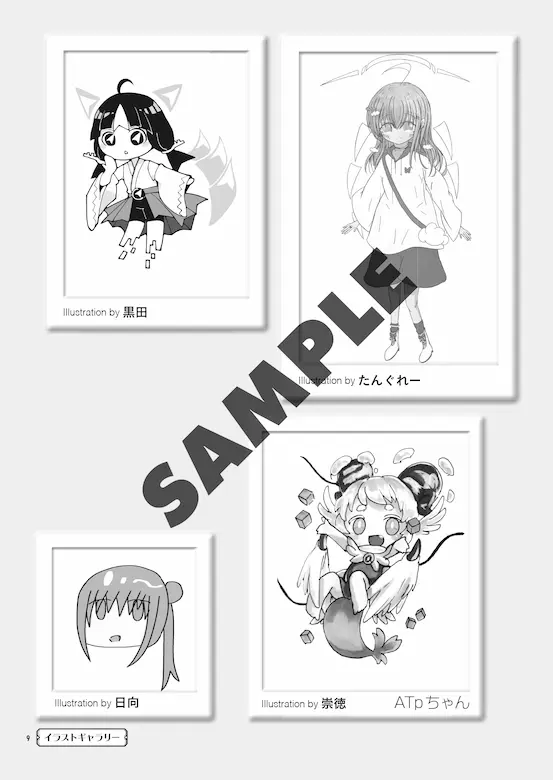 Illustration by 黒田
Illustration by たんぐれー
SAMPLE
Illustration by 日向
Illustration by 崇徳
ATpちゃん
9 イラストギャラリー